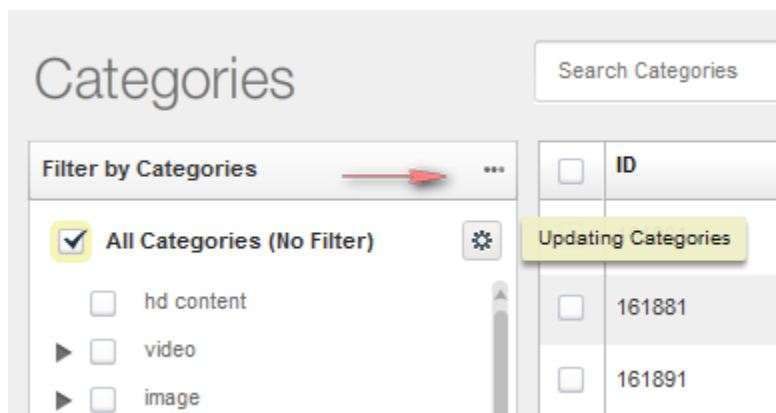 Categories
Search Categories
Filter by Categories
...
ID
All Categories (No Filter)
Updating Categories
hd content
161881
video
161891
image